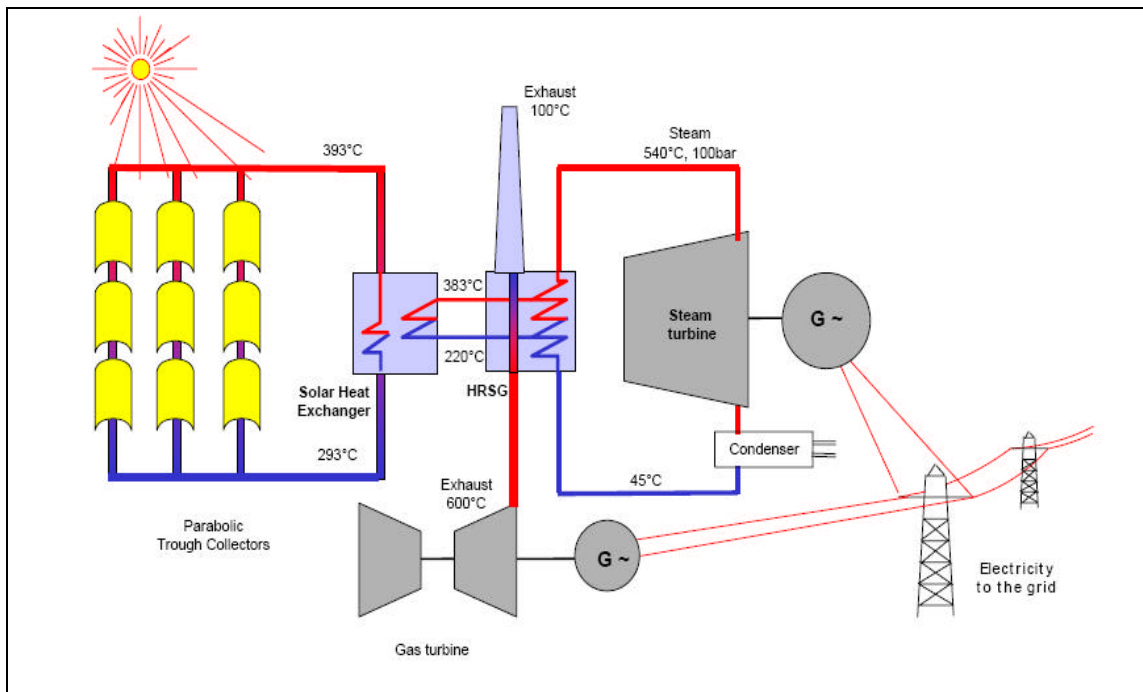 Exhaust
100°C
Steam
540°C, 100bar
393°C
383°C
220°C
Solar Heat
Exchanger
HRSG
Steam
turbine
G ~
Condenser
293°C
45°C
Exhaust
600°C
Parabolic
Trough Collectors
G ~
Gas turbine
Electricity
to the grid